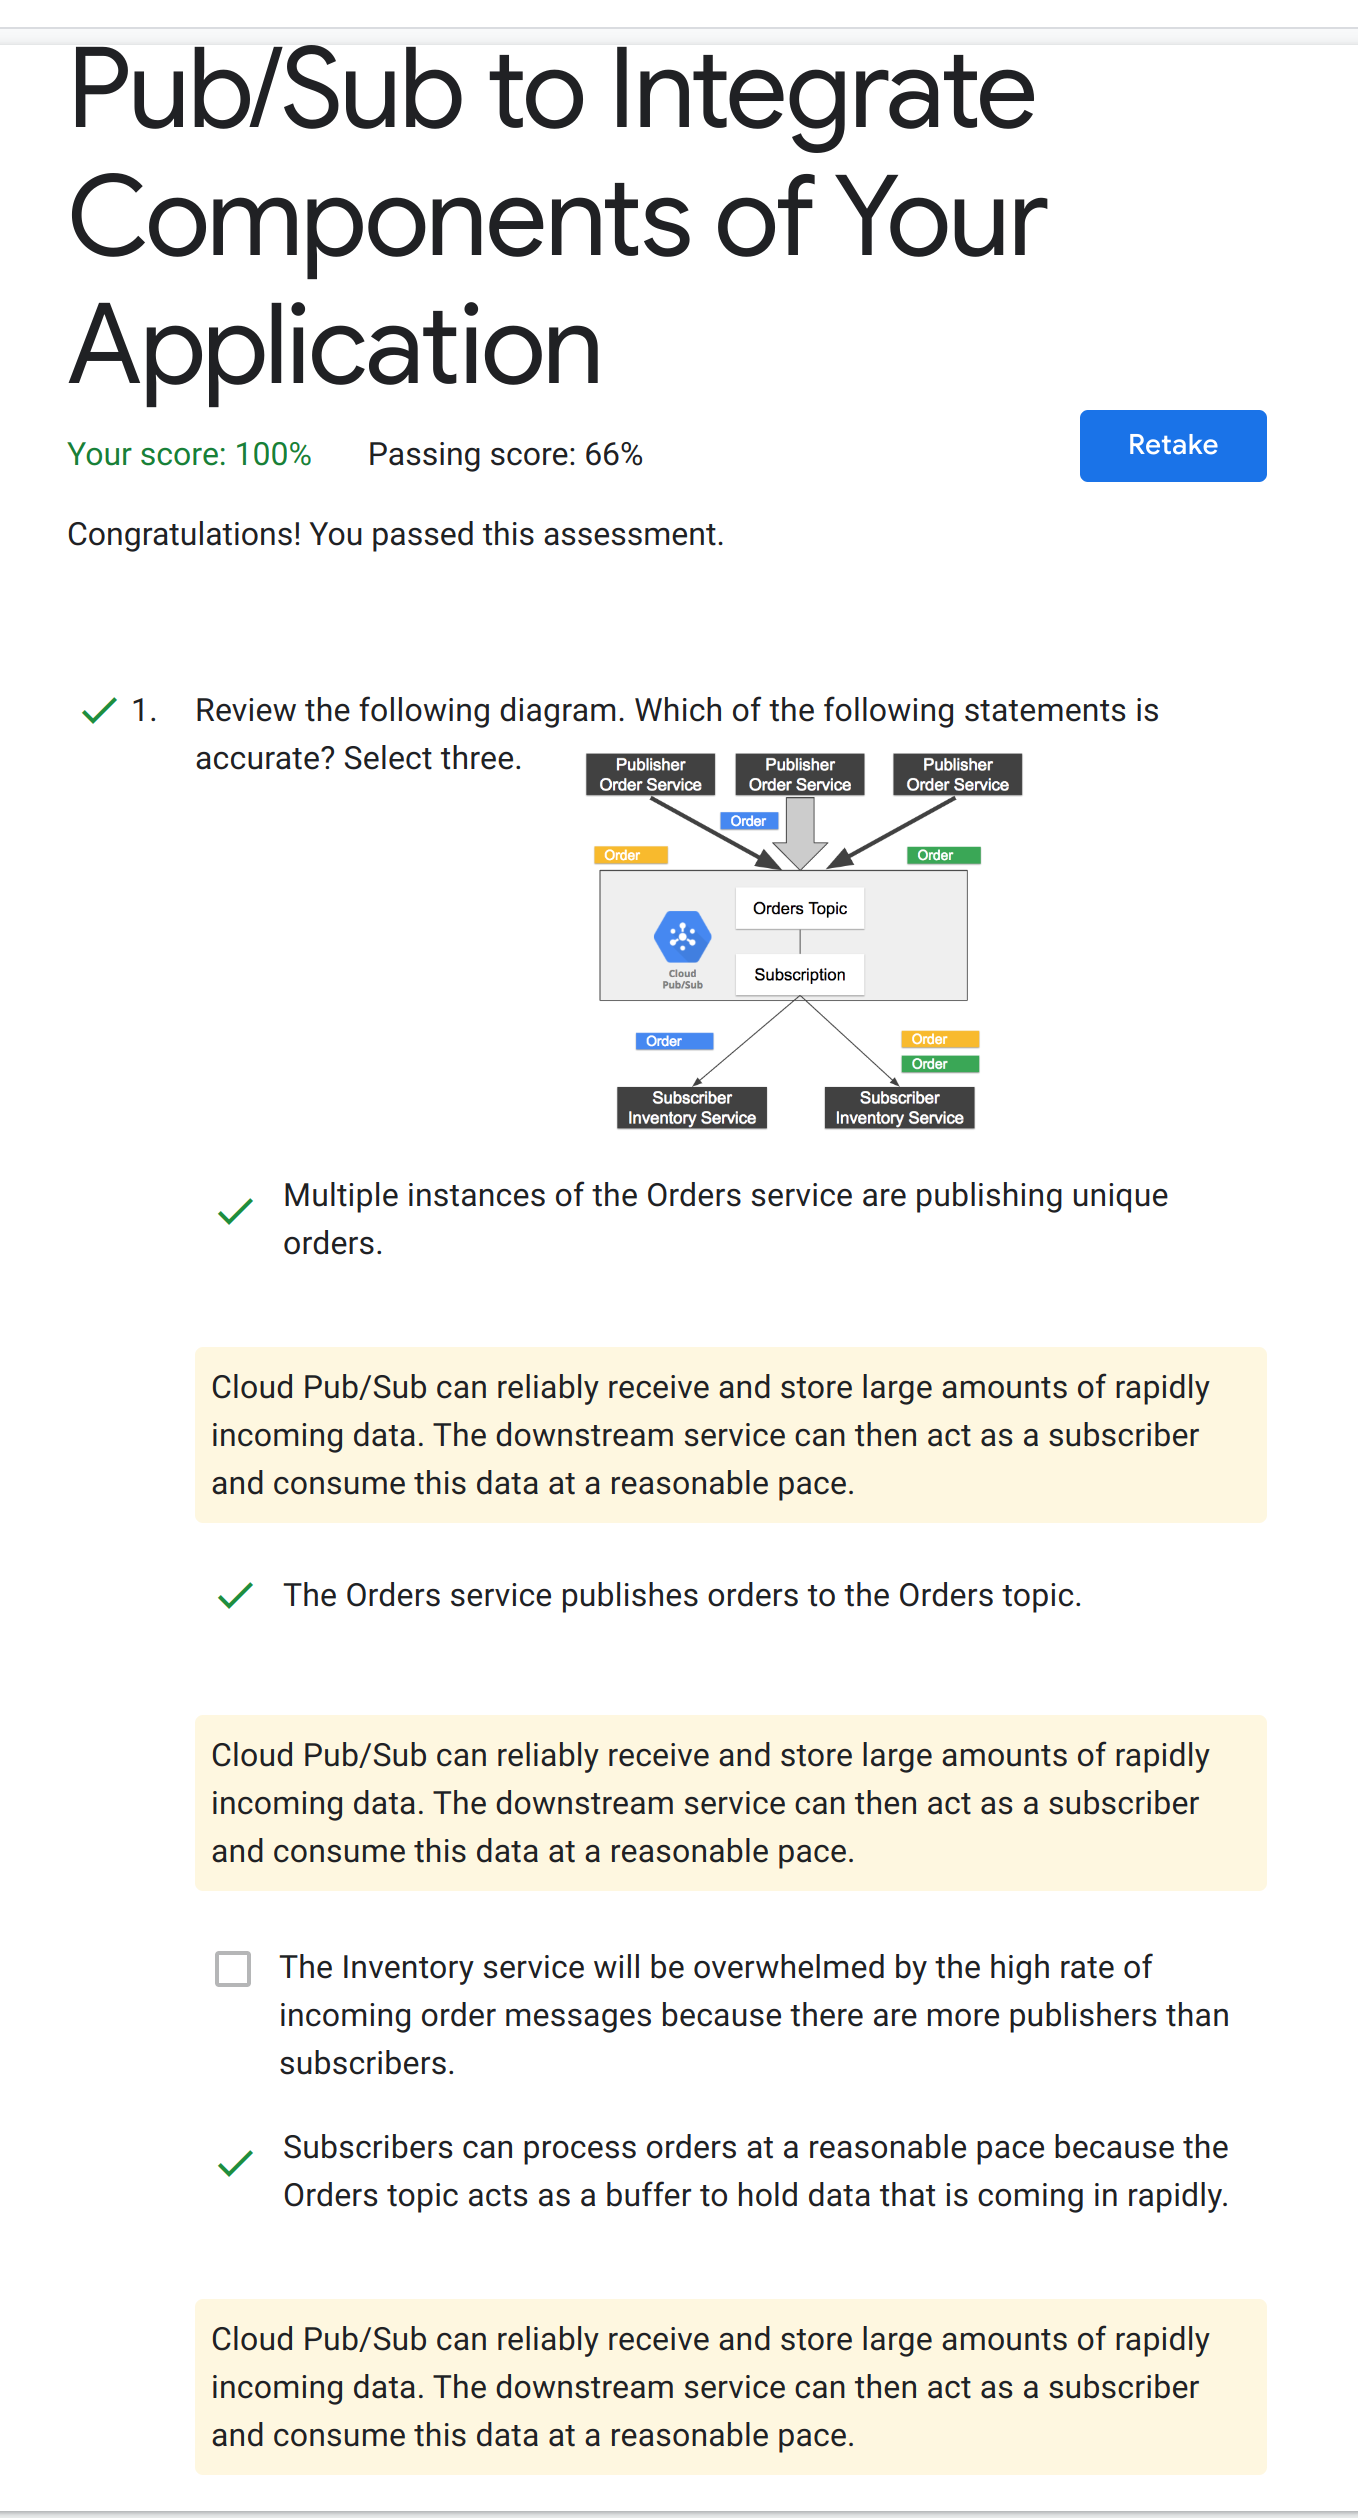 Pub/Sub to Integrate
Components of Your
Application
Your score: 100% Passing score: 66%
Retake
Congratulations! You passed this assessment.
1. Review the following diagram. Which of the following statements is
accurate? Select three.
Publisher
Order Service
Publisher
Order Service
Publisher
Order Service
Order
Order
Order
Orders Topic
Cloud
Pub/Sub
Subscription
Order
Order
Order
Subscriber
Inventory Service
Subscriber
Inventory Service
Multiple instances of the Orders service are publishing unique
orders.
Cloud Pub/Sub can reliably receive and store large amounts of rapidly
incoming data. The downstream service can then act as a subscriber
and consume this data at a reasonable pace.
The Orders service publishes orders to the Orders topic.
Cloud Pub/Sub can reliably receive and store large amounts of rapidly
incoming data. The downstream service can then act as a subscriber
and consume this data at a reasonable pace.
The Inventory service will be overwhelmed by the high rate of
incoming order messages because there are more publishers than
subscribers.
Subscribers can process orders at a reasonable pace because the
Orders topic acts as a buffer to hold data that is coming in rapidly.
Cloud Pub/Sub can reliably receive and store large amounts of rapidly
incoming data. The downstream service can then act as a subscriber
and consume this data at a reasonable pace.